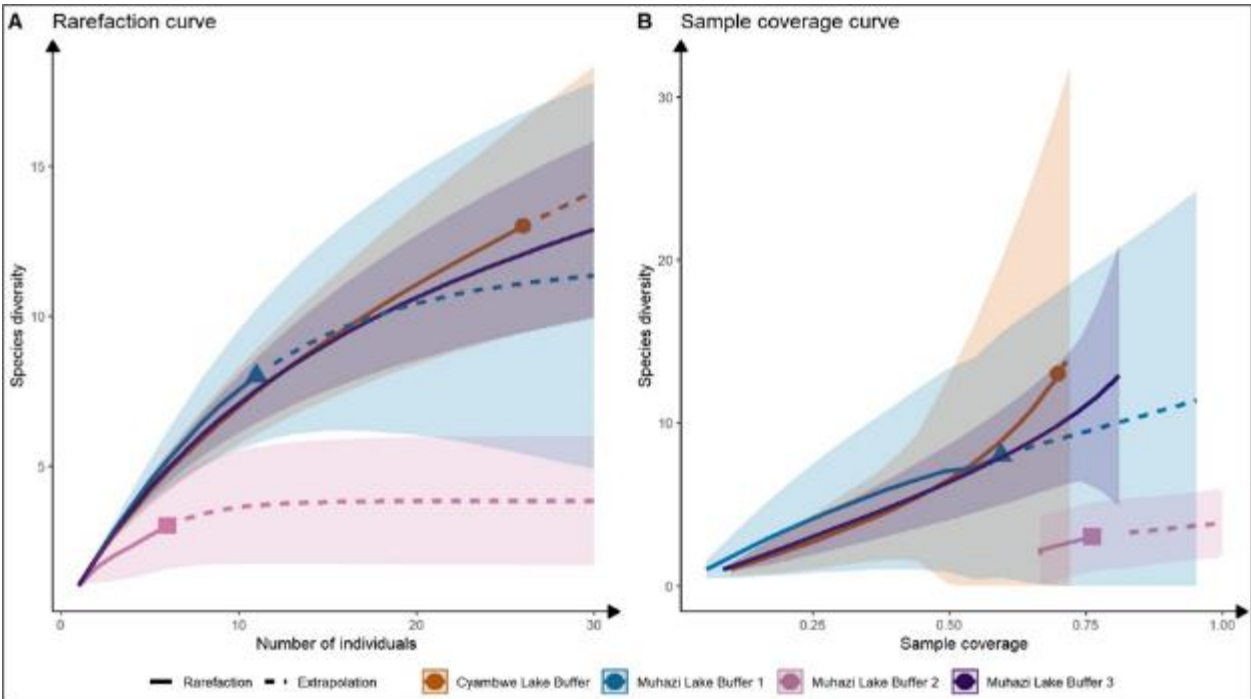 A Rarefaction curve
Species diversity
15
10
5
0 10 20 30
Number of individuals
B Sample coverage curve
Species diversity
30
20
10
0
0.25 0.50 0.75 1.00
Sample coverage
Rarefaction Extrapolation Cyambwe Lake Buffer Muhazi Lake Buffer 1 Muhazi Lake Buffer 2 Muhazi Lake Buffer 3